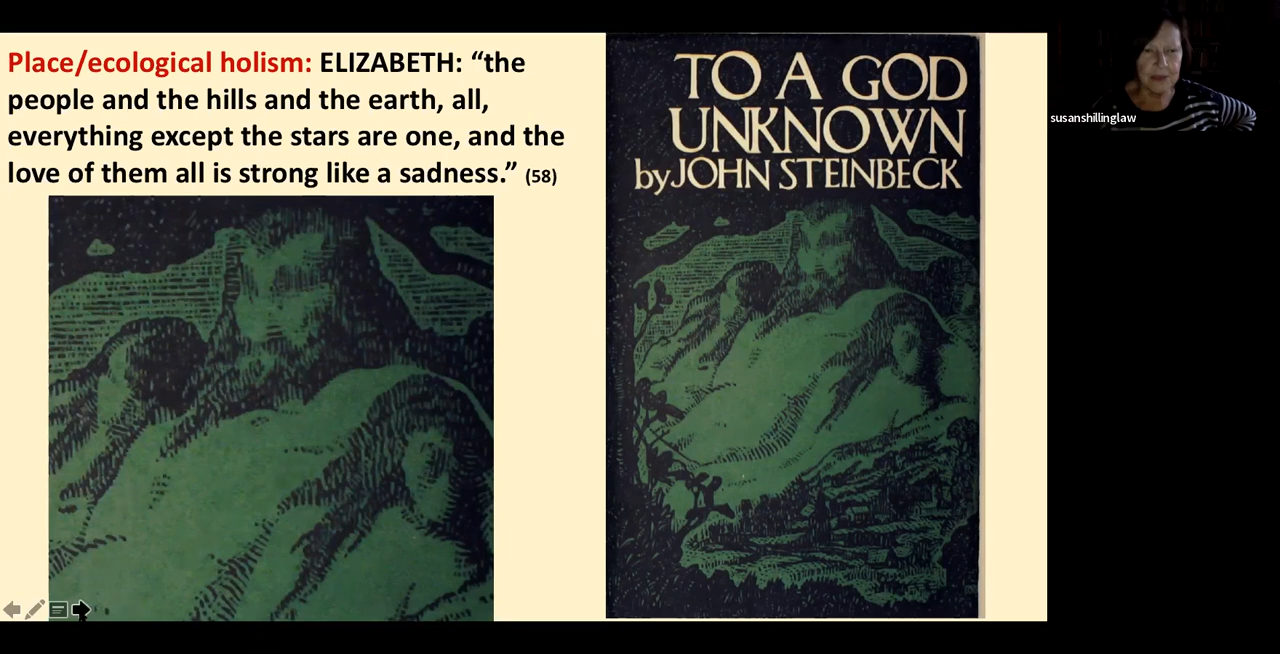 Place/ecological holism: ELIZABETH: “the
people and the hills and the earth, all,
everything except the stars are one, and the
love of them all is strong like a sadness.” (58)
TO A GOD
UNKNOWN
by JOHN STEINBECK
susanshillinglaw